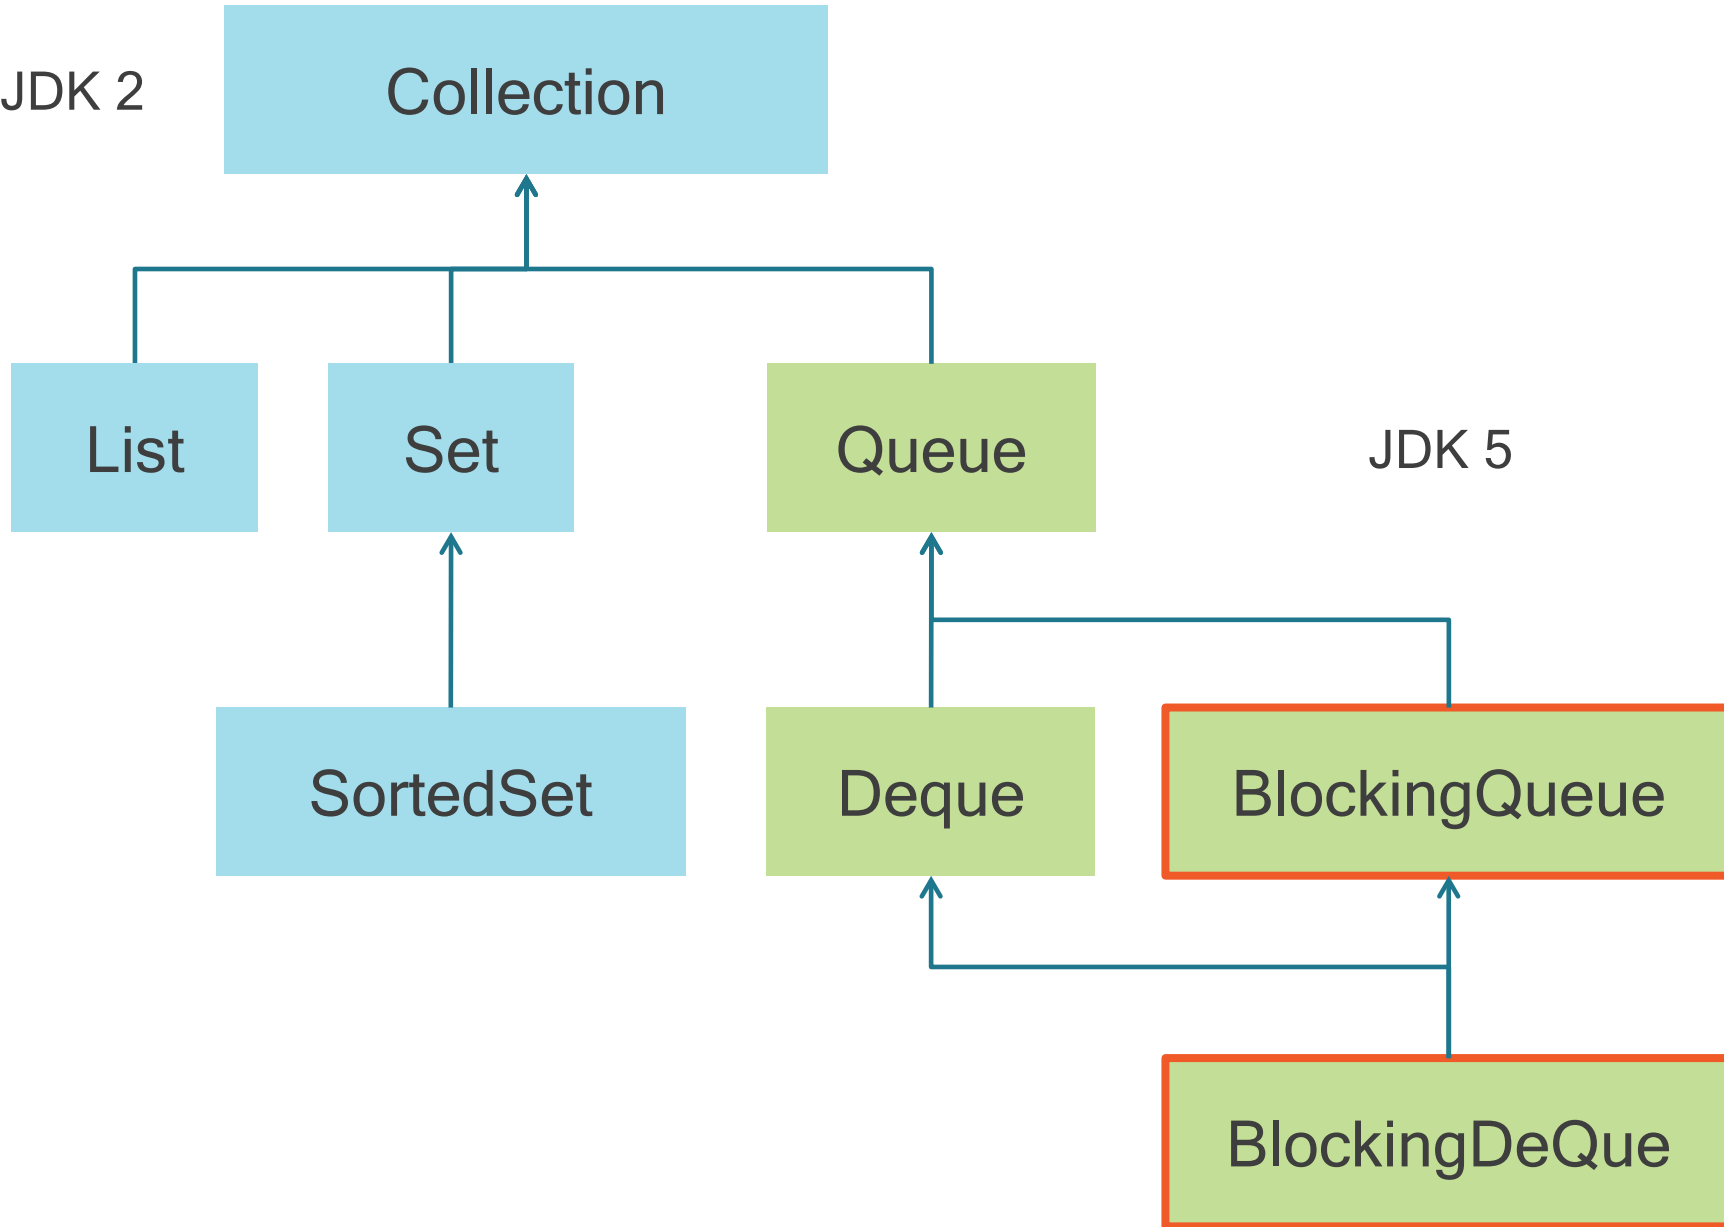 JDK 2
Collection
List
Set
Queue
JDK 5
SortedSet
Deque
BlockingQueue
BlockingDeQue